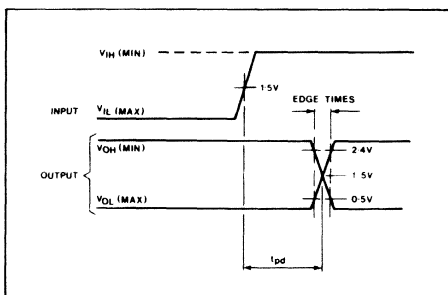 VIH (MIN)
1·5V
EDGE TIMES
INPUT
VIL (MAX)
VOH (MIN)
2·4V
OUTPUT
1·5V
VOL (MAX)
0·5V
tpd